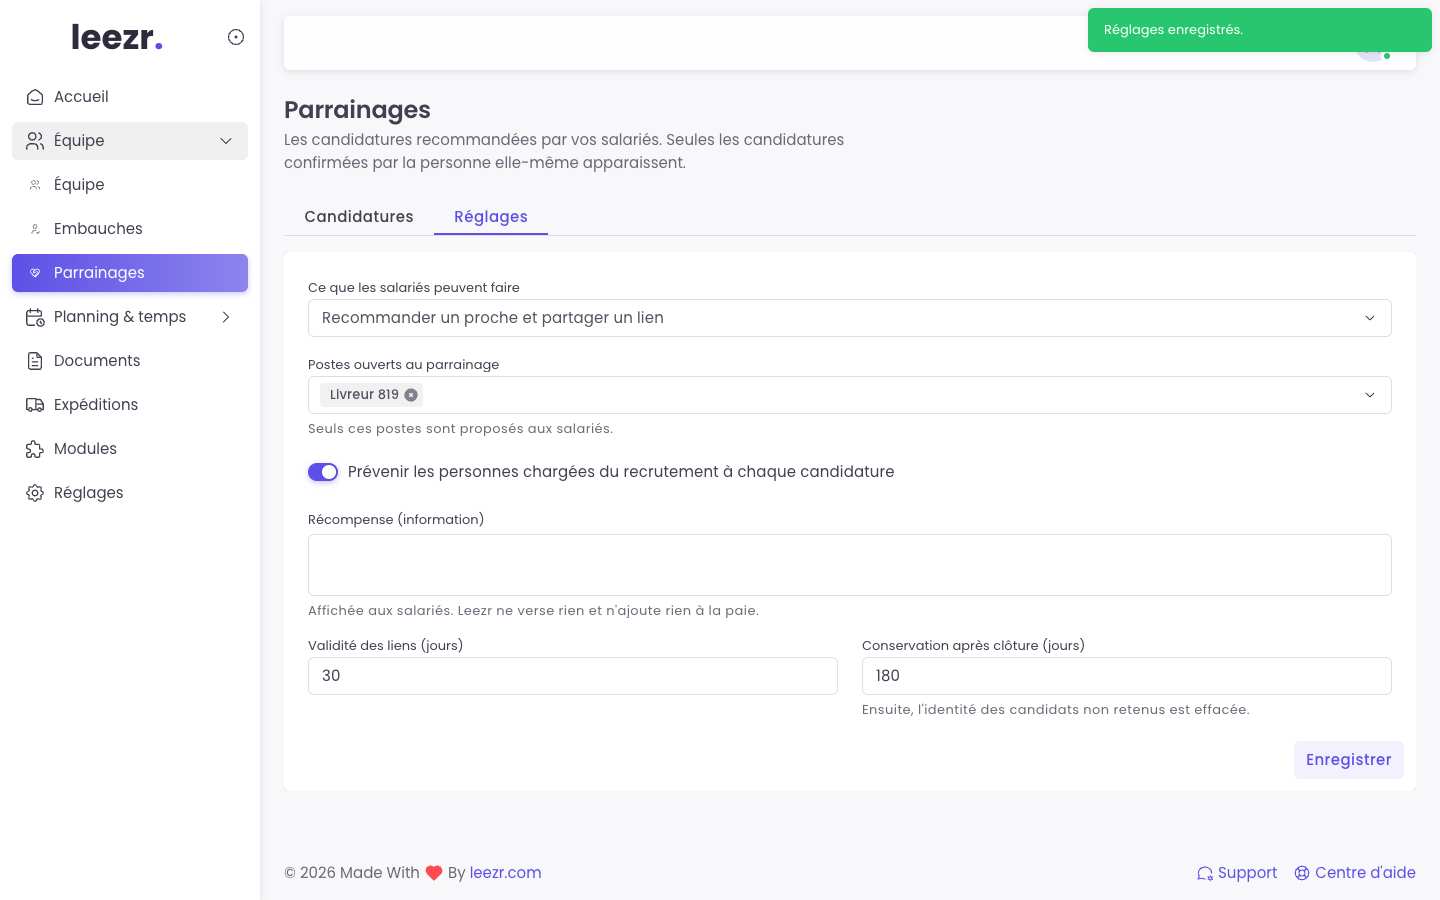 leezr.
Réglages enregistrés.
Accueil
Équipe
Équipe
Embauches
Parrainages
Planning & temps
Documents
Expéditions
Modules
Réglages
Parrainages
Les candidatures recommandées par vos salariés. Seules les candidatures
confirmées par la personne elle-même apparaissent.
Candidatures
Réglages
Ce que les salariés peuvent faire
Recommander un proche et partager un lien
Postes ouverts au parrainage
Livreur 819
Seuls ces postes sont proposés aux salariés.
Prévenir les personnes chargées du recrutement à chaque candidature
Récompense (information)
Affichée aux salariés. Leezr ne verse rien et n'ajoute rien à la paie.
Validité des liens (jours)
30
Conservation après clôture (jours)
180
Ensuite, l'identité des candidats non retenus est effacée.
Enregistrer
© 2026 Made With By leezr.com
Support
Centre d'aide